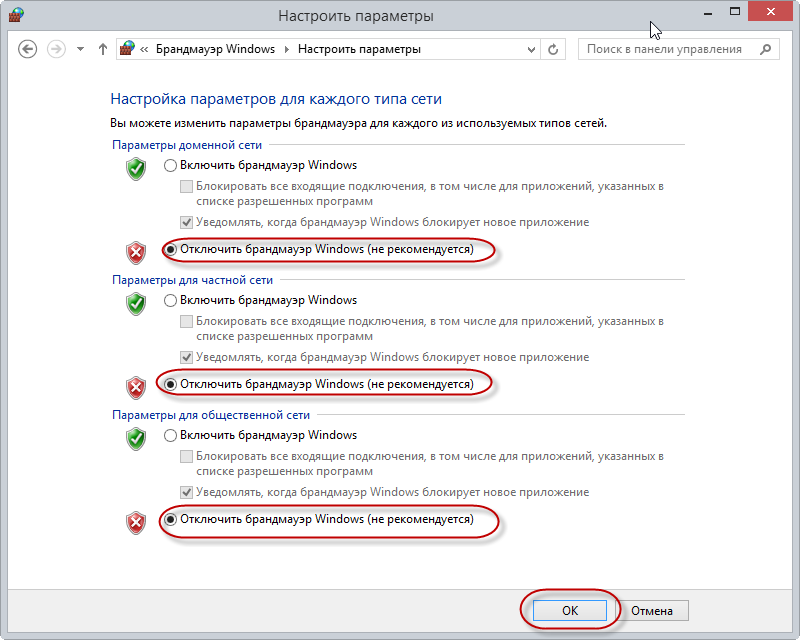 Настроить параметры
« Брандмауэр Windows Настроить параметры
Поиск в панели управления
Настройка параметров для каждого типа сети
Вы можете изменить параметры брандмауэра для каждого из используемых типов сетей.
Параметры доменной сети
Включить брандмауэр Windows
Блокировать все входящие подключения, в том числе для приложений, указанных в
списке разрешенных программ
Уведомлять, когда брандмауэр Windows блокирует новое приложение
Отключить брандмауэр Windows (не рекомендуется)
Параметры для частной сети
Включить брандмауэр Windows
Блокировать все входящие подключения, в том числе для приложений, указанных в
списке разрешенных программ
Уведомлять, когда брандмауэр Windows блокирует новое приложение
Отключить брандмауэр Windows (не рекомендуется)
Параметры для общественной сети
Включить брандмауэр Windows
Блокировать все входящие подключения, в том числе для приложений, указанных в
списке разрешенных программ
Уведомлять, когда брандмауэр Windows блокирует новое приложение
Отключить брандмауэр Windows (не рекомендуется)
ОК Отмена